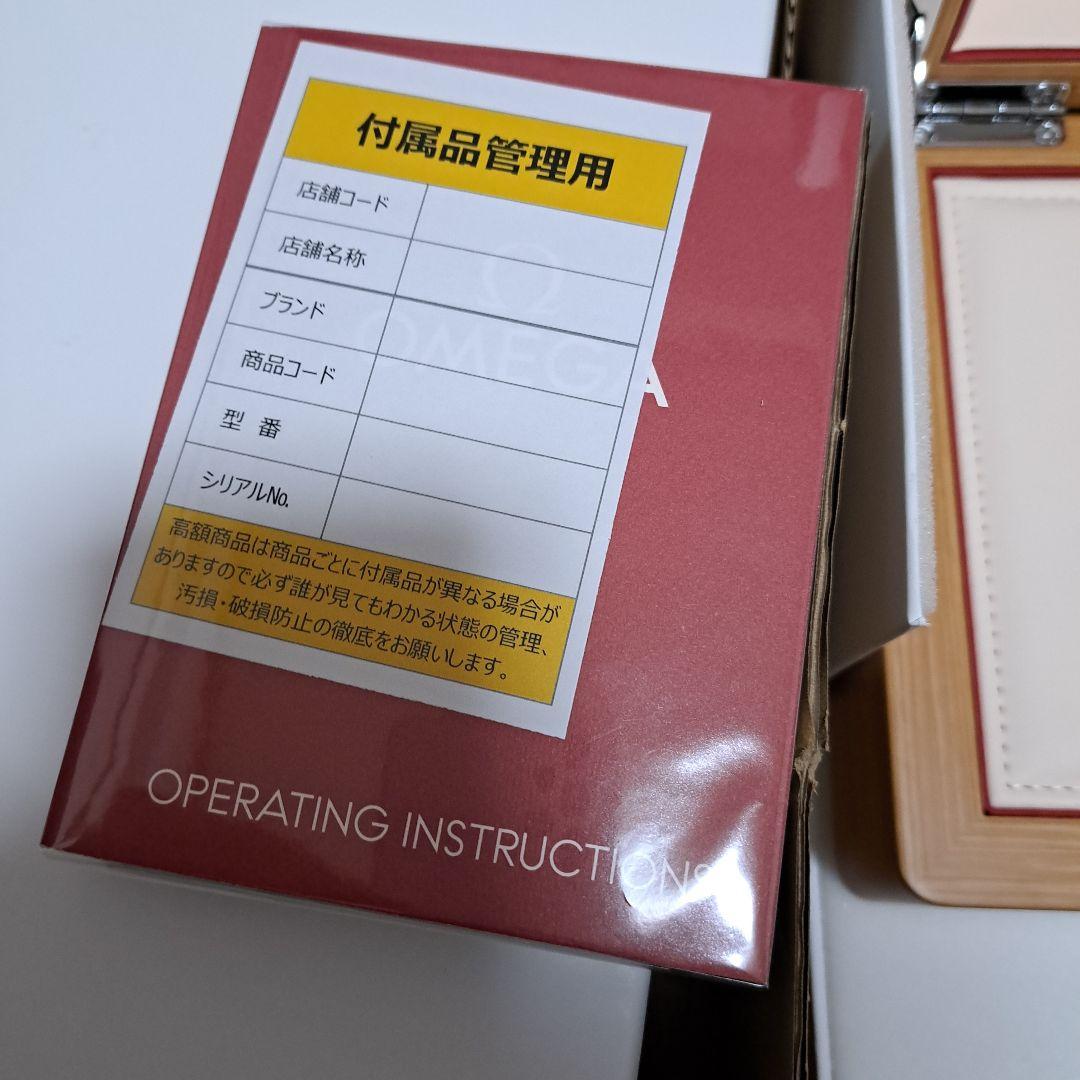 付属品管理用
店舗コード
店舗名称
ブランド
商品コード
型 番
シリアルNo.
高額商品は商品ごとに付属品が異なる場合が
ありますので必ず誰が見てもわかる状態の管理、
汚損・破損防止の徹底をお願いします。
Ω
OMEGA
OPERATING INSTRUCTIONS